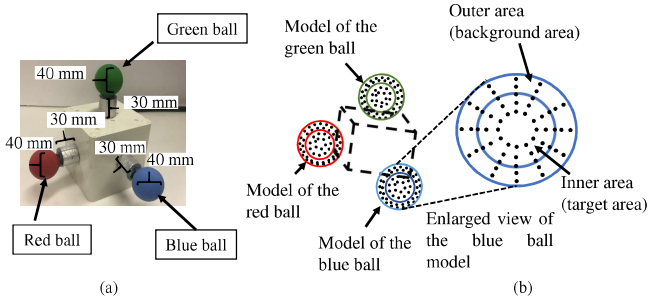 (a)
Green ball
40 mm
30 mm
30 mm
40 mm
30 mm
40 mm
Red ball
Blue ball
(a)
Model of the
green ball
Outer area
(background area)
Model of the
red ball
Model of the
blue ball
Inner area
(target area)
Enlarged view of
the blue ball
model
(b)